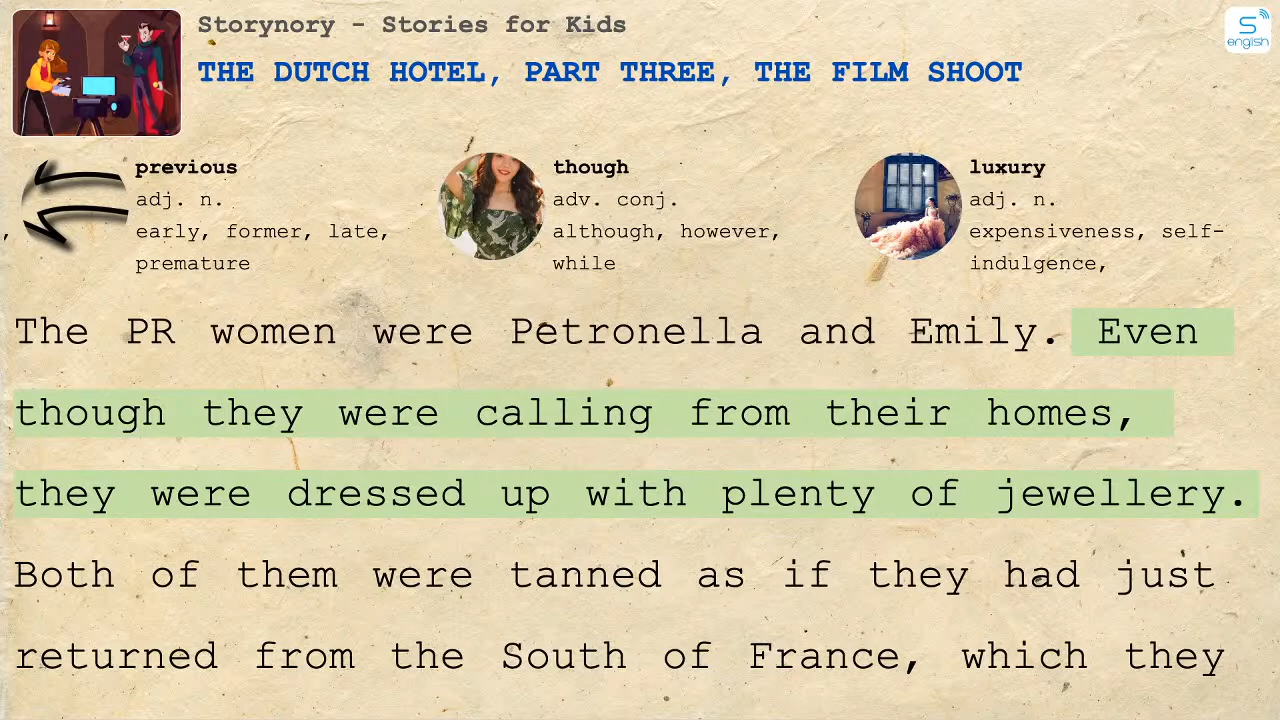 Storynory - Stories for Kids
THE DUTCH HOTEL, PART THREE, THE FILM SHOOT
S
english
previous
adj. n.
early, former, late,
premature
though
adv. conj.
although, however,
while
luxury
adj. n.
expensiveness, self-
indulgence,
,
The PR women were Petronella and Emily. Even
though they were calling from their homes,
they were dressed up with plenty of jewellery.
Both of them were tanned as if they had just
returned from the South of France, which they